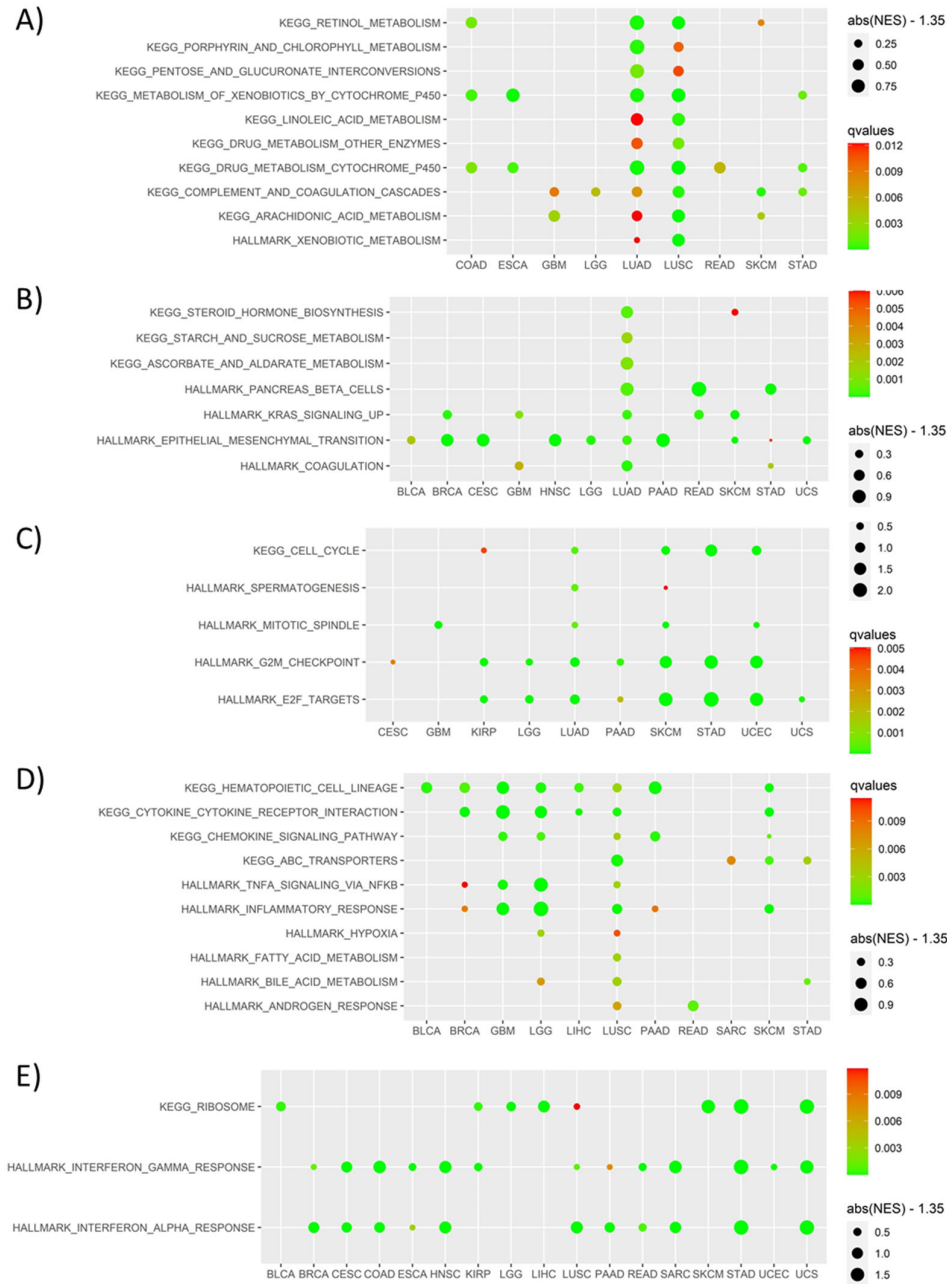 A)
KEGG_RETINOL_METABOLISM
KEGG_PORPHYRIN_AND_CHLOROPHYLL_METABOLISM
KEGG_PENTOSE_AND_GLUCURONATE_INTERCONVERSIONS
KEGG_METABOLISM_OF_XENOBIOTICS_BY_CYTOCHROME_P450
KEGG_LINOLEIC_ACID_METABOLISM
KEGG_DRUG_METABOLISM_OTHER_ENZYMES
KEGG_DRUG_METABOLISM_CYTOCHROME_P450
KEGG_COMPLEMENT_AND_COAGULATION_CASCADES
KEGG_ARACHIDONIC_ACID_METABOLISM
HALLMARK_XENOBIOTIC_METABOLISM
COAD ESCA GBM LGG LUAD LUSC READ SKCM STAD
abs(NES) - 1.35
0.25
0.50
0.75
qvalues
0.012
0.009
0.006
0.003
B)
KEGG_STEROID_HORMONE_BIOSYNTHESIS
KEGG_STARCH_AND_SUCROSE_METABOLISM
KEGG_ASCORBATE_AND_ALDARATE_METABOLISM
HALLMARK_PANCREAS_BETA_CELLS
HALLMARK_KRAS_SIGNALING_UP
HALLMARK_EPITHELIAL_MESENCHYMAL_TRANSITION
HALLMARK_COAGULATION
BLCA BRCA CESC GBM HNSC LGG LUAD PAAD READ SKCM STAD UCS
0.006
0.005
0.004
0.003
0.002
0.001
abs(NES) - 1.35
0.3
0.6
0.9
C)
KEGG_CELL_CYCLE
HALLMARK_SPERMATOGENESIS
HALLMARK_MITOTIC_SPINDLE
HALLMARK_G2M_CHECKPOINT
HALLMARK_E2F_TARGETS
CESC GBM KIRP LGG LUAD PAAD SKCM STAD UCEC UCS
0.5
1.0
1.5
2.0
qvalues
0.005
0.004
0.003
0.002
0.001
D)
KEGG_HEMATOPOIETIC_CELL_LINEAGE
KEGG_CYTOKINE_CYTOKINE_RECEPTOR_INTERACTION
KEGG_CHEMOKINE_SIGNALING_PATHWAY
KEGG_ABC_TRANSPORTERS
HALLMARK_TNFA_SIGNALING_VIA_NFKB
HALLMARK_INFLAMMATORY_RESPONSE
HALLMARK_HYPOXIA
HALLMARK_FATTY_ACID_METABOLISM
HALLMARK_BILE_ACID_METABOLISM
HALLMARK_ANDROGEN_RESPONSE
BLCA BRCA GBM LGG LIHC LUSC PAAD READ SARC SKCM STAD
qvalues
0.009
0.006
0.003
abs(NES) - 1.35
0.3
0.6
0.9
E)
KEGG_RIBOSOME
HALLMARK_INTERFERON_GAMMA_RESPONSE
HALLMARK_INTERFERON_ALPHA_RESPONSE
BLCA BRCA CESC COAD ESCA HNSC KIRP LGG LIHC LUSC PAAD READ SARC SKCM STAD UCEC UCS
0.009
0.006
0.003
abs(NES) - 1.35
0.5
1.0
1.5